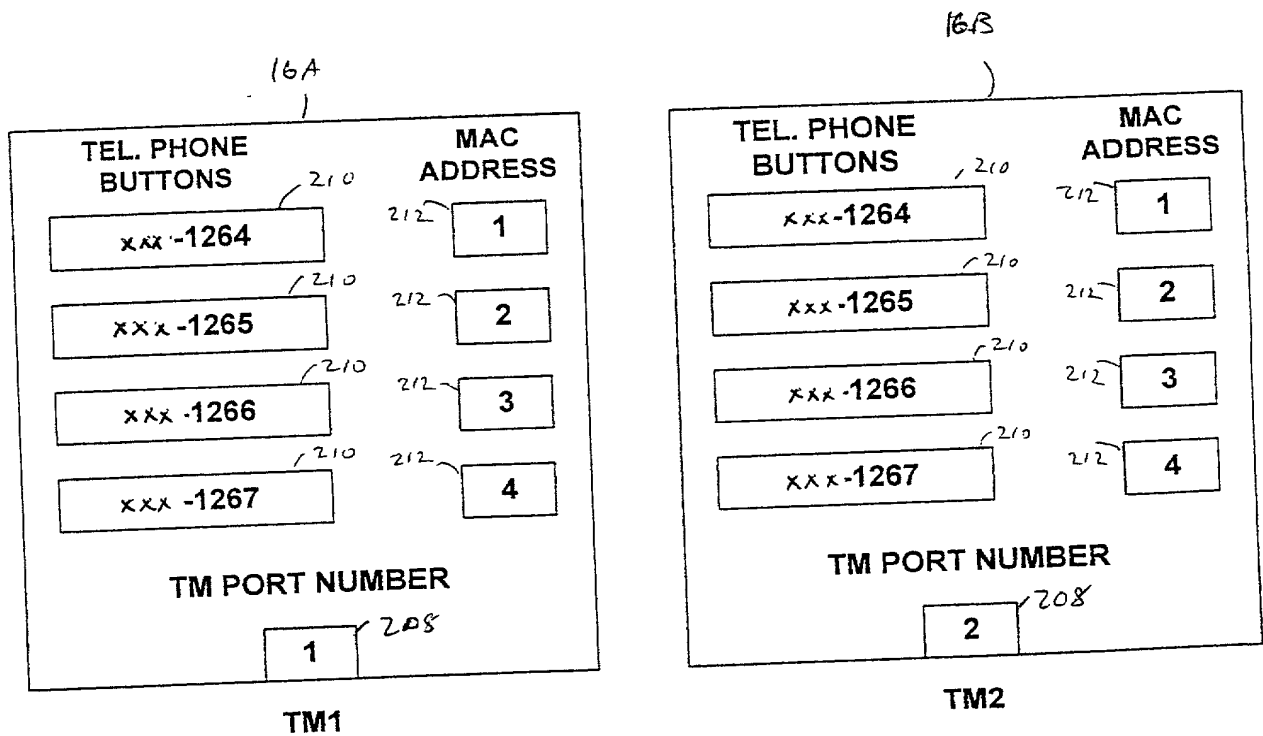 16A
TEL. PHONE BUTTONS
MAC ADDRESS
210
xxx-1264
212
1
210
xxx-1265
212
2
210
xxx-1266
212
3
210
xxx-1267
212
4
TM PORT NUMBER
1
208
TM1
16B
TEL. PHONE BUTTONS
MAC ADDRESS
210
xxx-1264
212
1
210
xxx-1265
212
2
210
xxx-1266
212
3
210
xxx-1267
212
4
TM PORT NUMBER
2
208
TM2